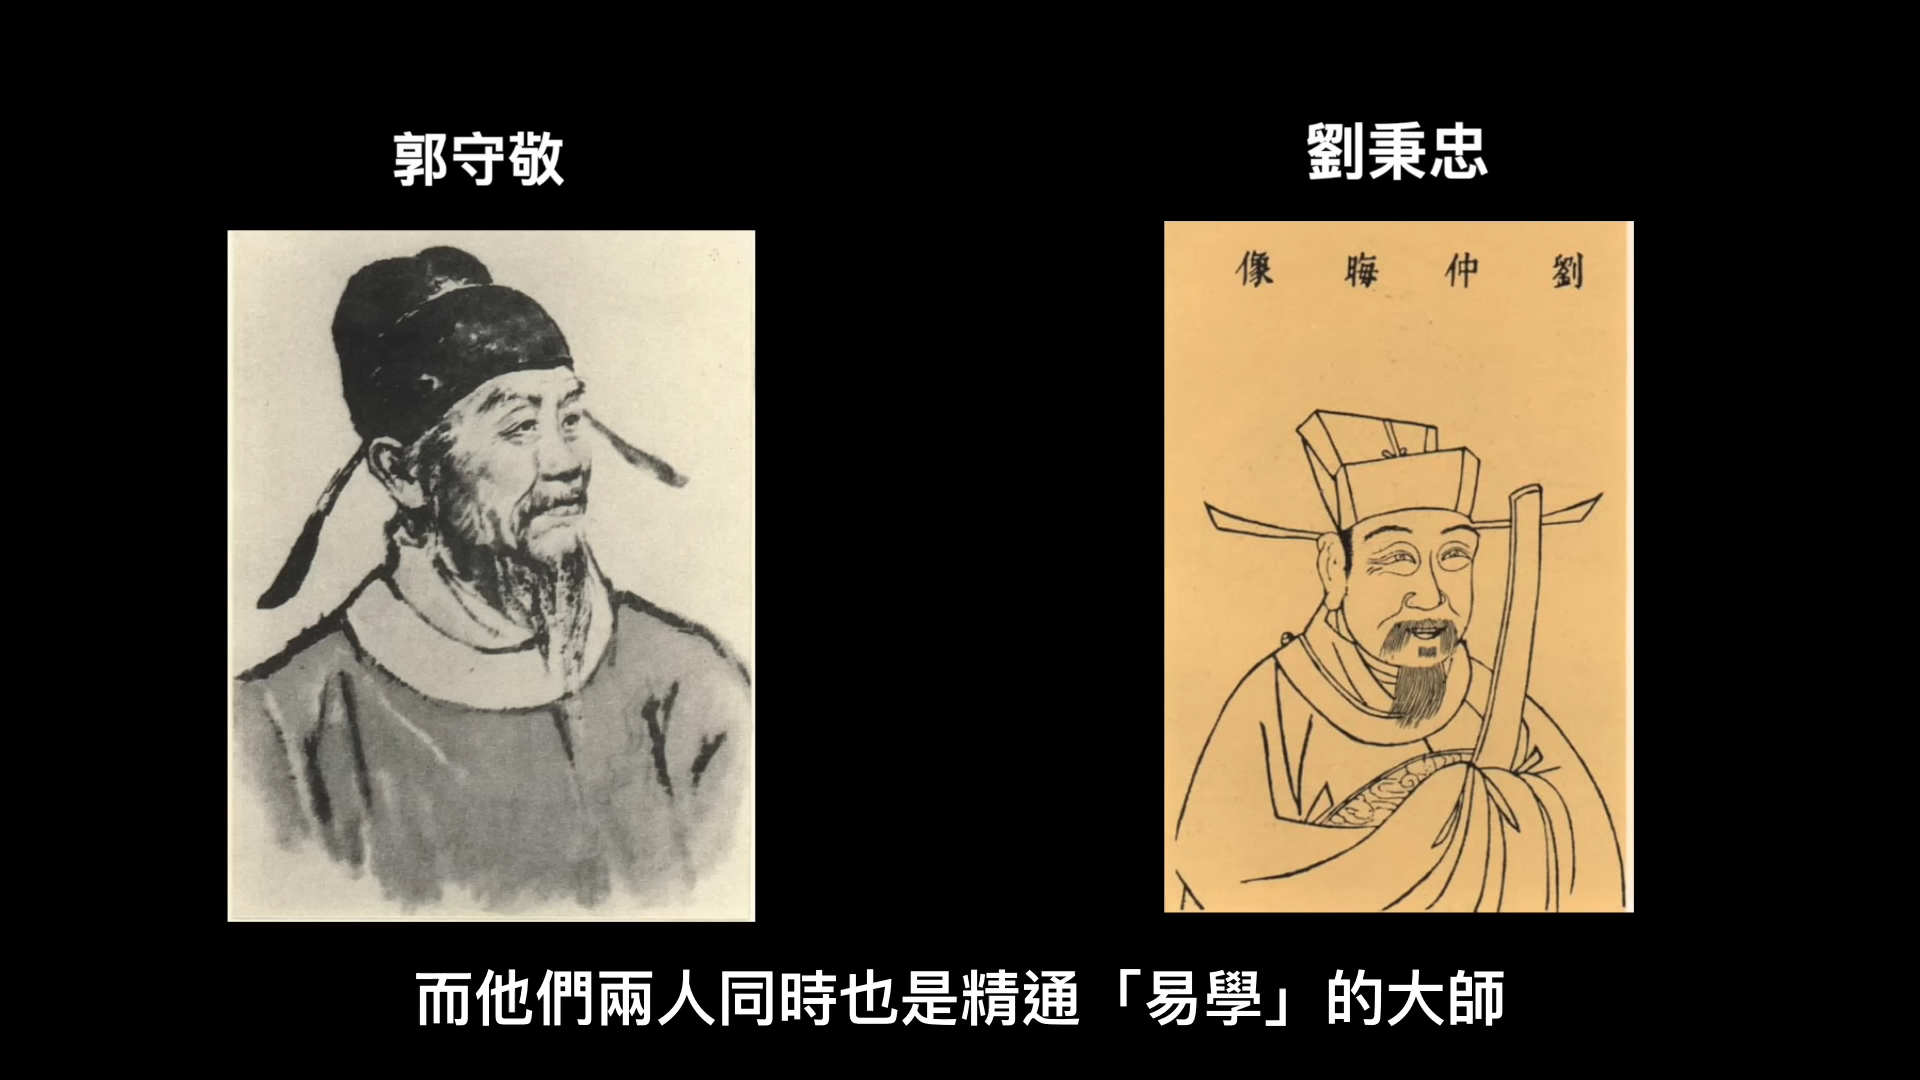 郭守敬
劉秉忠
劉仲晦像
而他們兩人同時也是精通「易學」的大師